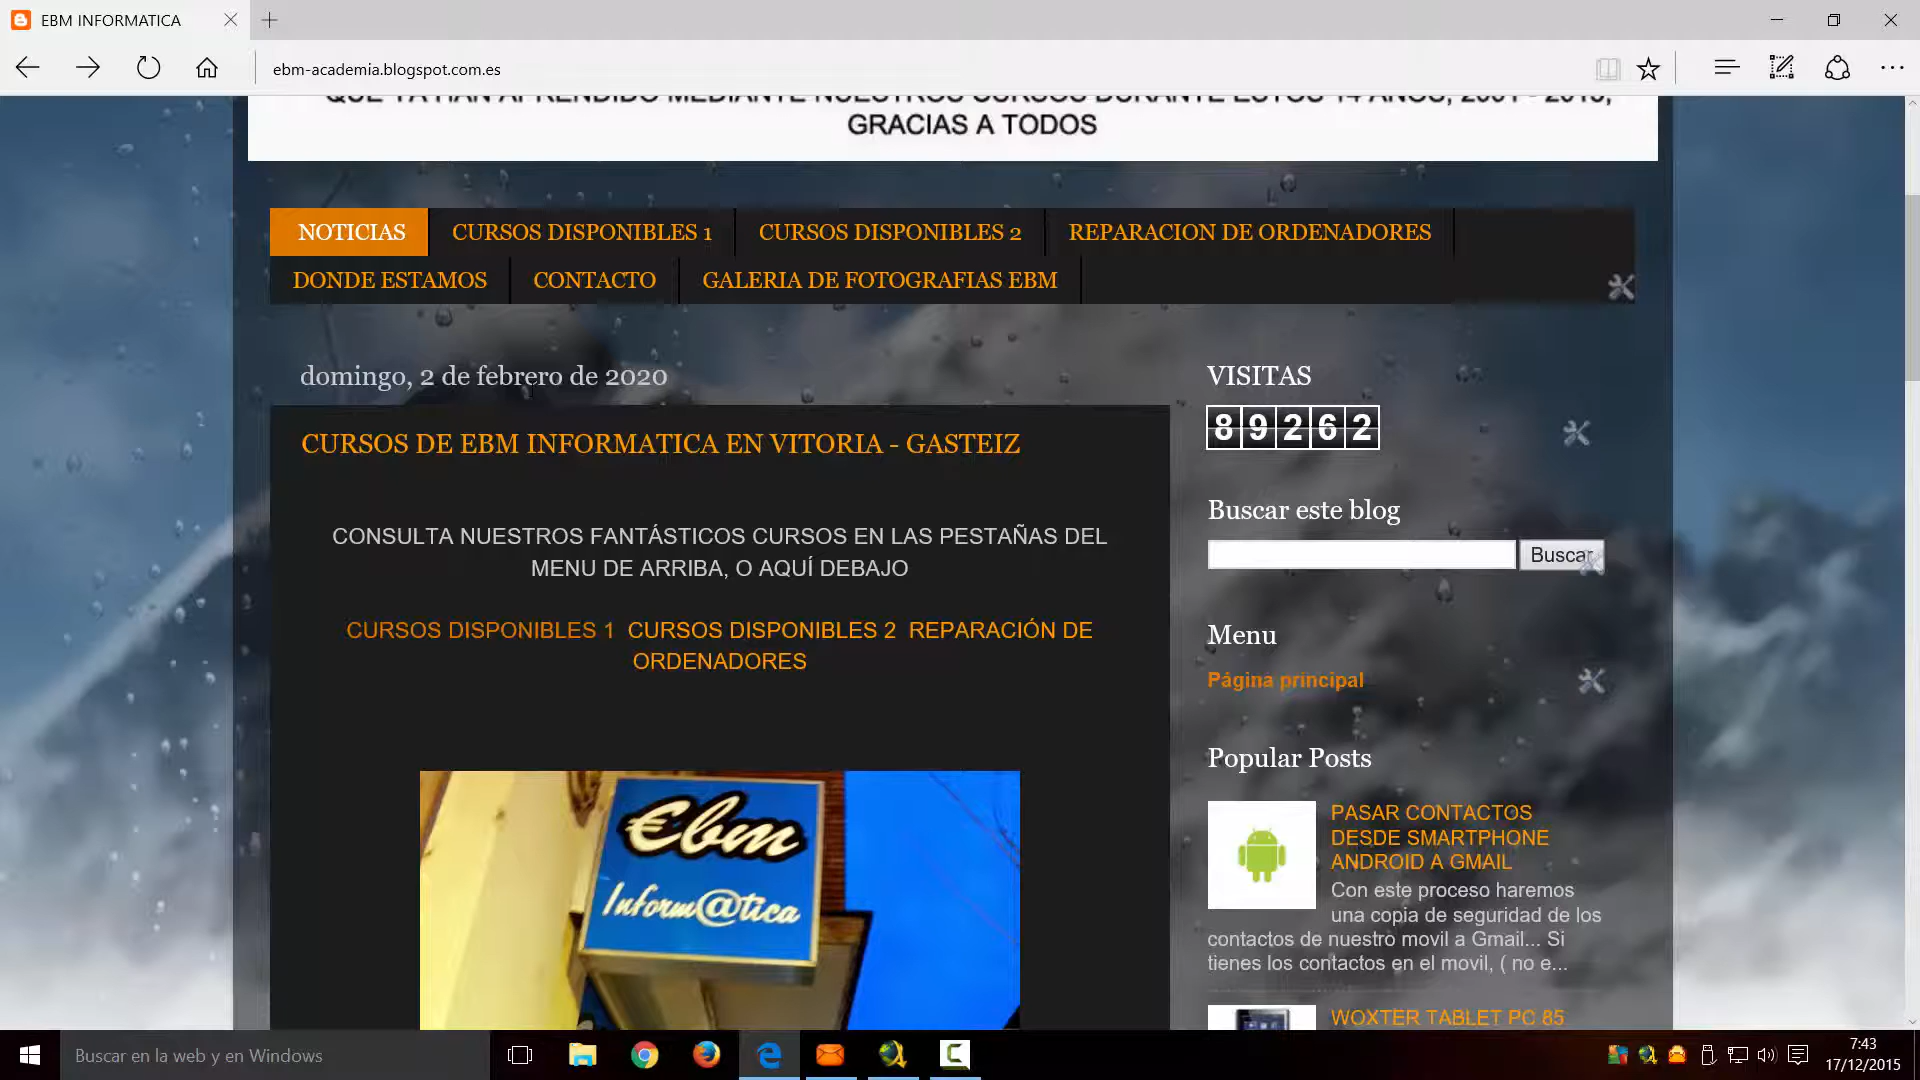 EBM INFORMATICA
ebm-academia.blogspot.com.es
QUE YA HAN APRENDIDO MEDIANTE NUESTROS CURSOS DURANTE ESTOS 14 AÑOS, 2001 - 2015,
GRACIAS A TODOS
NOTICIAS CURSOS DISPONIBLES 1 CURSOS DISPONIBLES 2 REPARACION DE ORDENADORES
DONDE ESTAMOS CONTACTO GALERIA DE FOTOGRAFIAS EBM
domingo, 2 de febrero de 2020
CURSOS DE EBM INFORMATICA EN VITORIA - GASTEIZ
CONSULTA NUESTROS FANTÁSTICOS CURSOS EN LAS PESTAÑAS DEL
MENU DE ARRIBA, O AQUÍ DEBAJO
CURSOS DISPONIBLES 1 CURSOS DISPONIBLES 2 REPARACIÓN DE
ORDENADORES
€bm
Inform@tica
VISITAS
89262
Buscar este blog
Buscar
Menu
Página principal
Popular Posts
PASAR CONTACTOS
DESDE SMARTPHONE
ANDROID A GMAIL
Con este proceso haremos
una copia de seguridad de los
contactos de nuestro movil a Gmail... Si
tienes los contactos en el movil, ( no e...
WOXTER TABLET PC 85
Buscar en la web y en Windows
7:43
17/12/2015